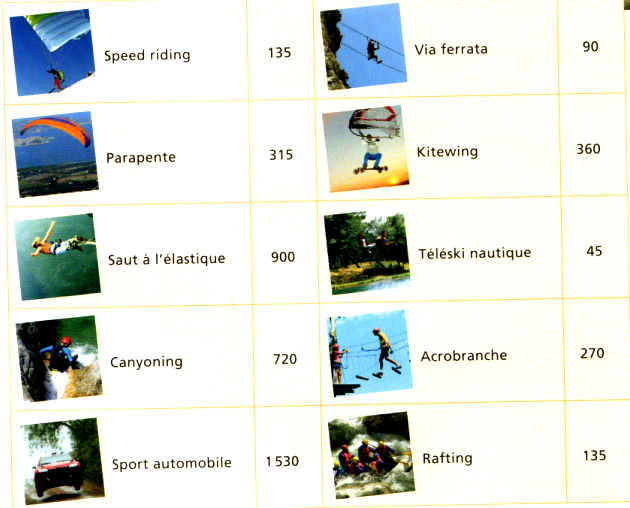 Speed riding 135 Via ferrata 90
Parapente 315 Kitewing 360
Saut à l'élastique 900 Téléski nautique 45
Canyoning 720 Acrobranche 270
Sport automobile 1 530 Rafting 135